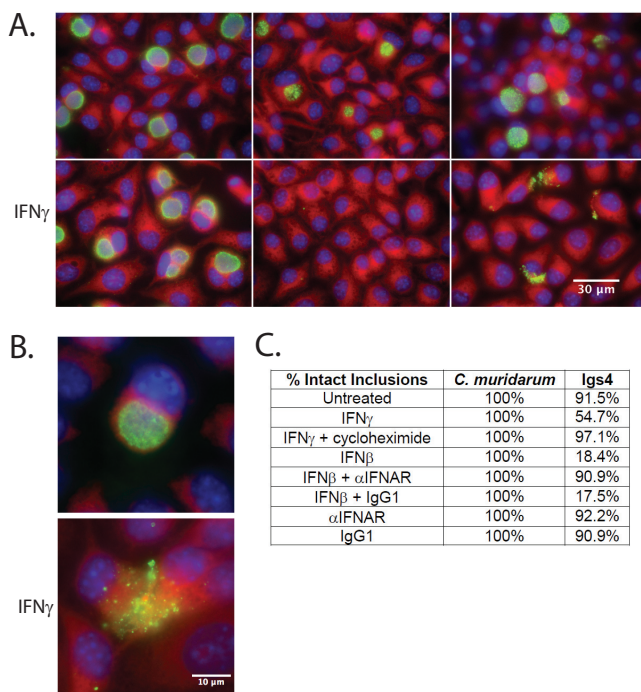 A.
IFNγ
30 μm
B.
IFNγ
10 μm
C.
% Intact Inclusions C. muridarum Igs4
Untreated 100% 91.5%
IFNγ 100% 54.7%
IFNγ + cycloheximide 100% 97.1%
IFNβ 100% 18.4%
IFNβ + αIFNAR 100% 90.9%
IFNβ + IgG1 100% 17.5%
αIFNAR 100% 92.2%
IgG1 100% 90.9%